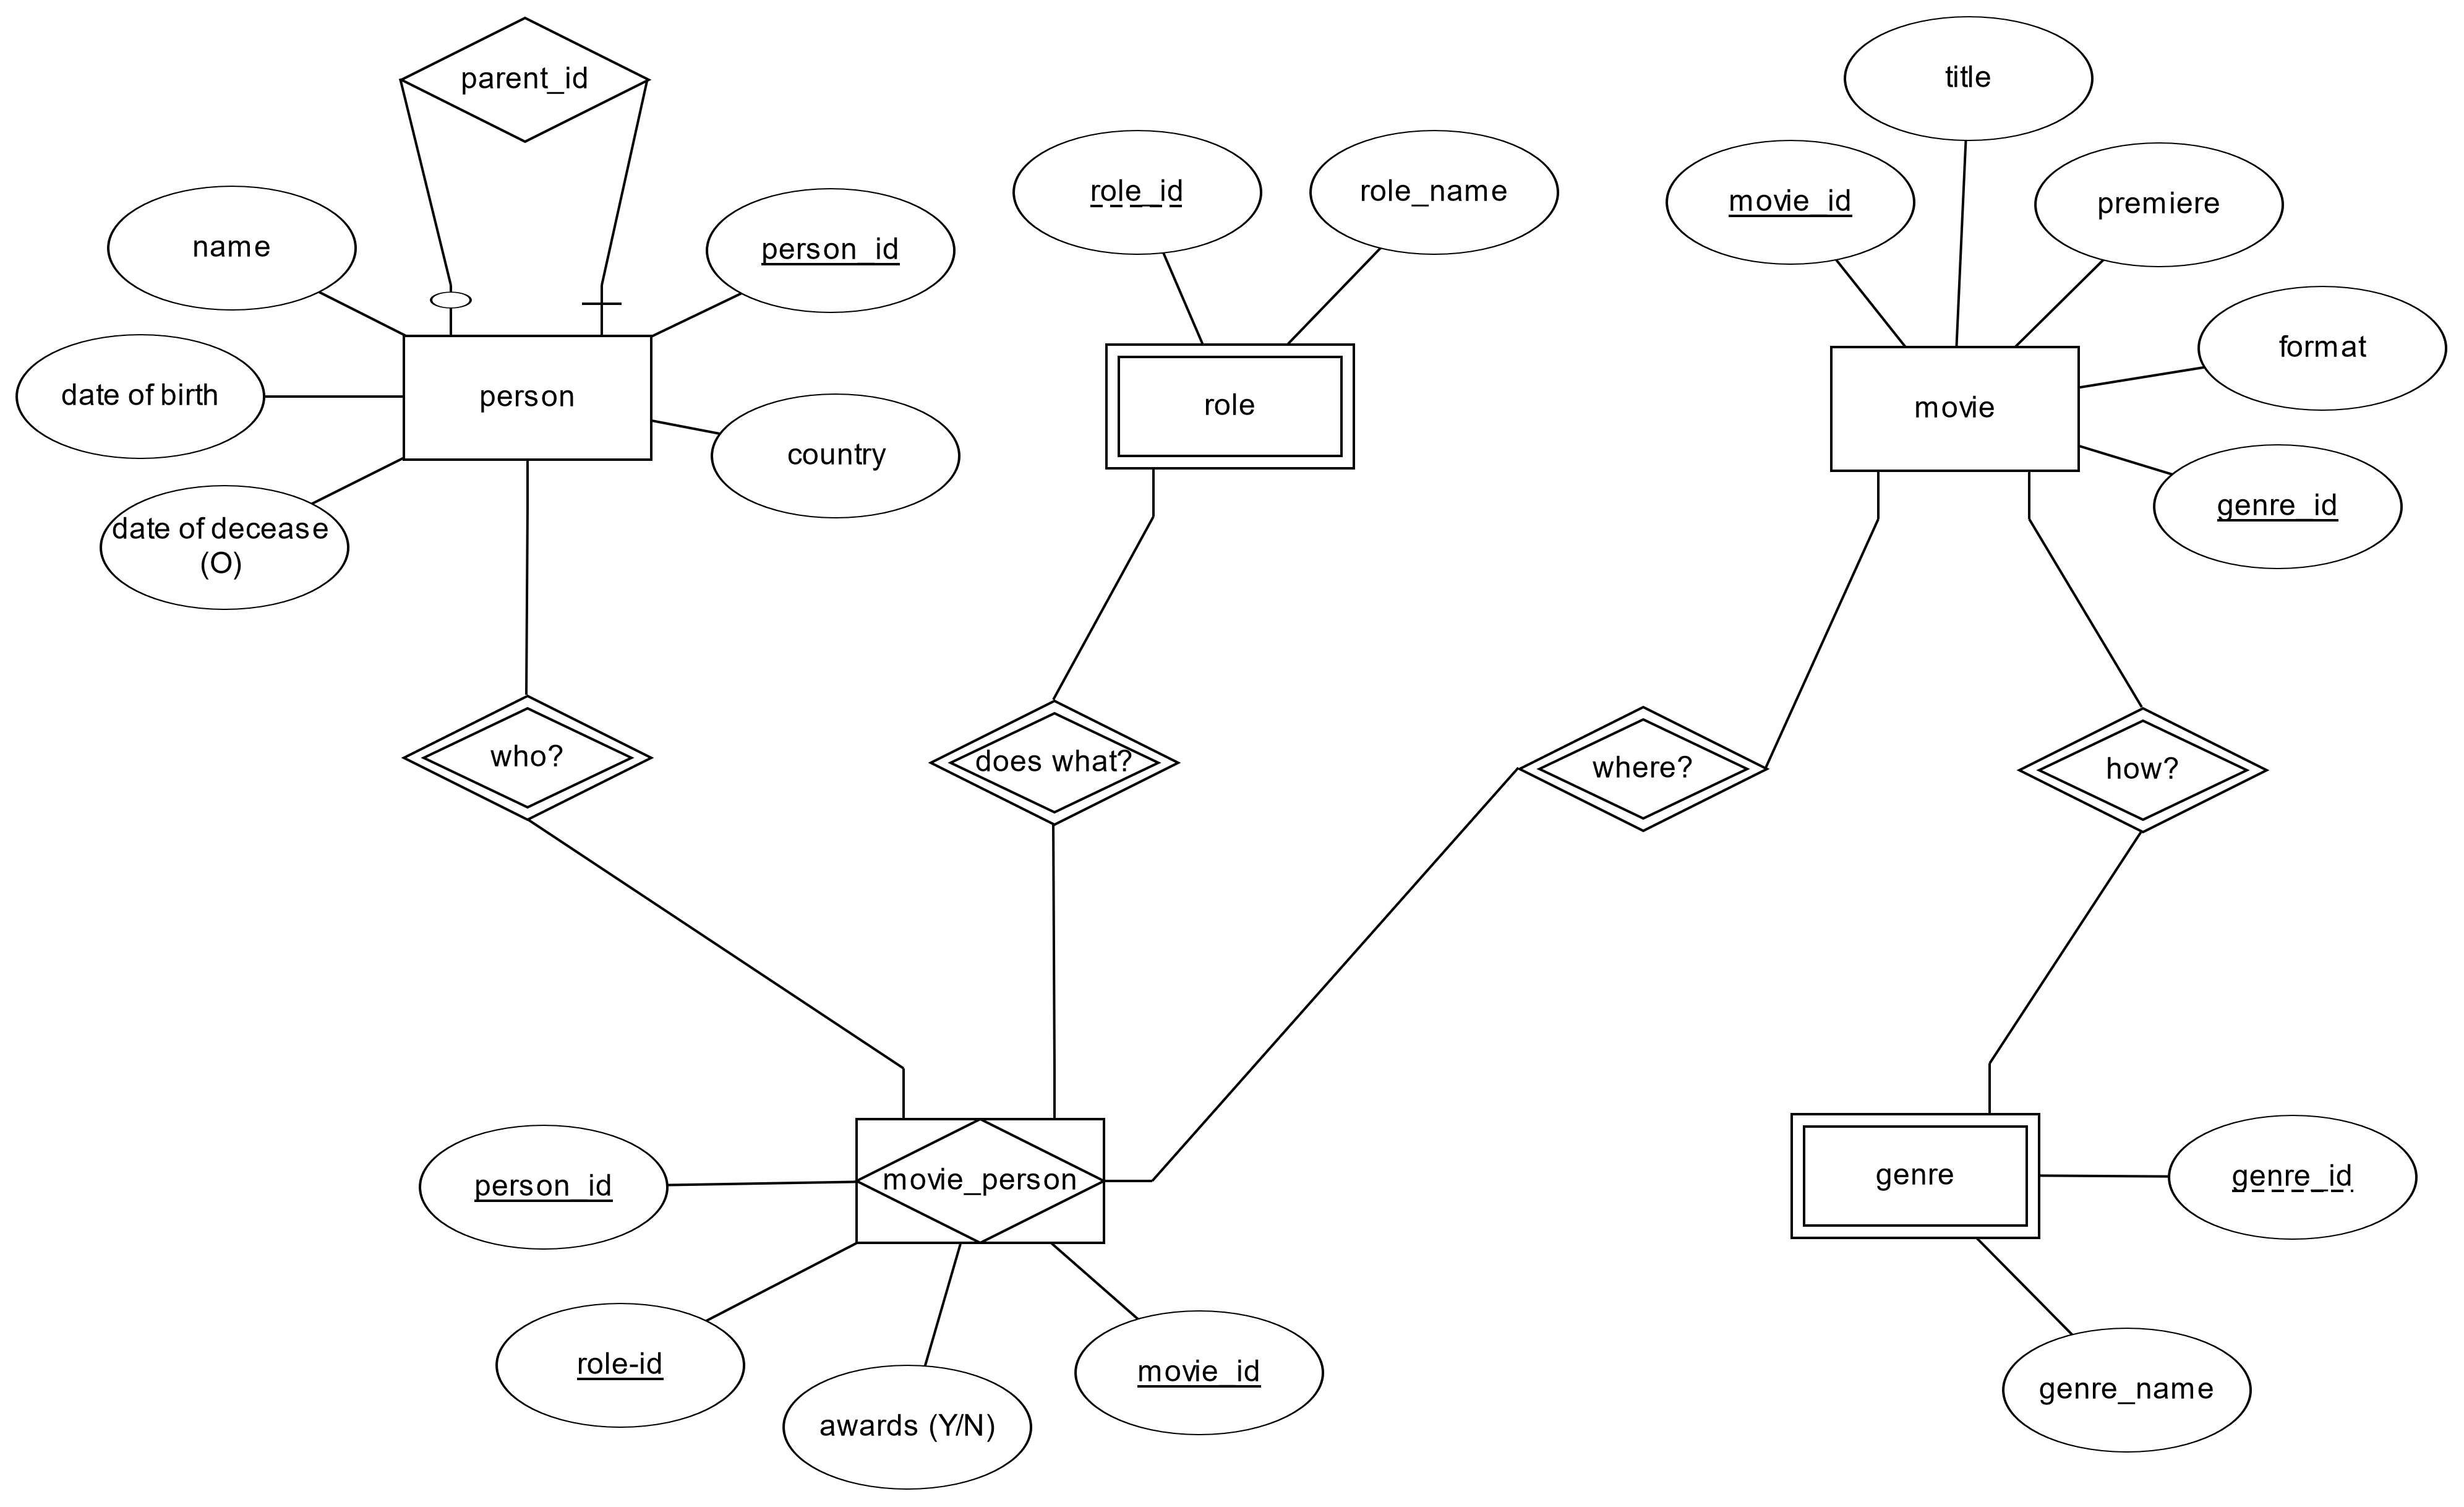 parent_id
title
name
person_id
role_id
role_name
movie_id
premiere
format
date of birth
person
role
movie
country
genre_id
date of decease
(O)
who?
does what?
where?
how?
person_id
movie_person
genre
genre_id
role-id
awards (Y/N)
movie_id
genre_name